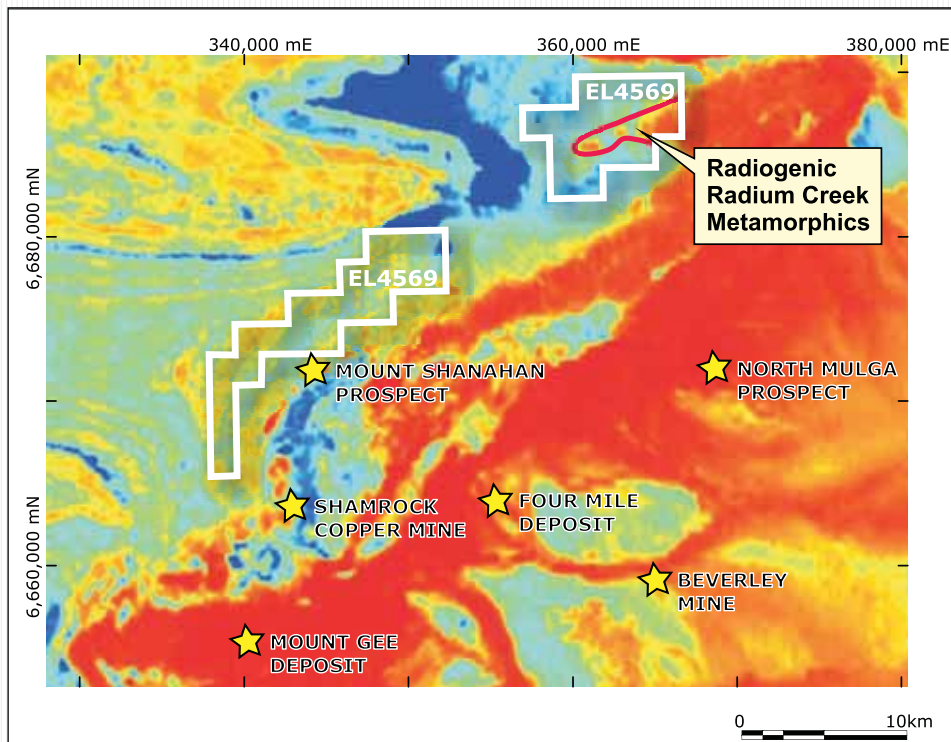 340,000 mE
360,000 mE
380,000 mE
EL4569
Radiogenic
Radium Creek
Metamorphics
6,680,000 mN
EL4569
MOUNT SHANAHAN
PROSPECT
NORTH MULGA
PROSPECT
SHAMROCK
COPPER MINE
FOUR MILE
DEPOSIT
6,660,000 mN
BEVERLEY
MINE
MOUNT GEE
DEPOSIT
0
10km